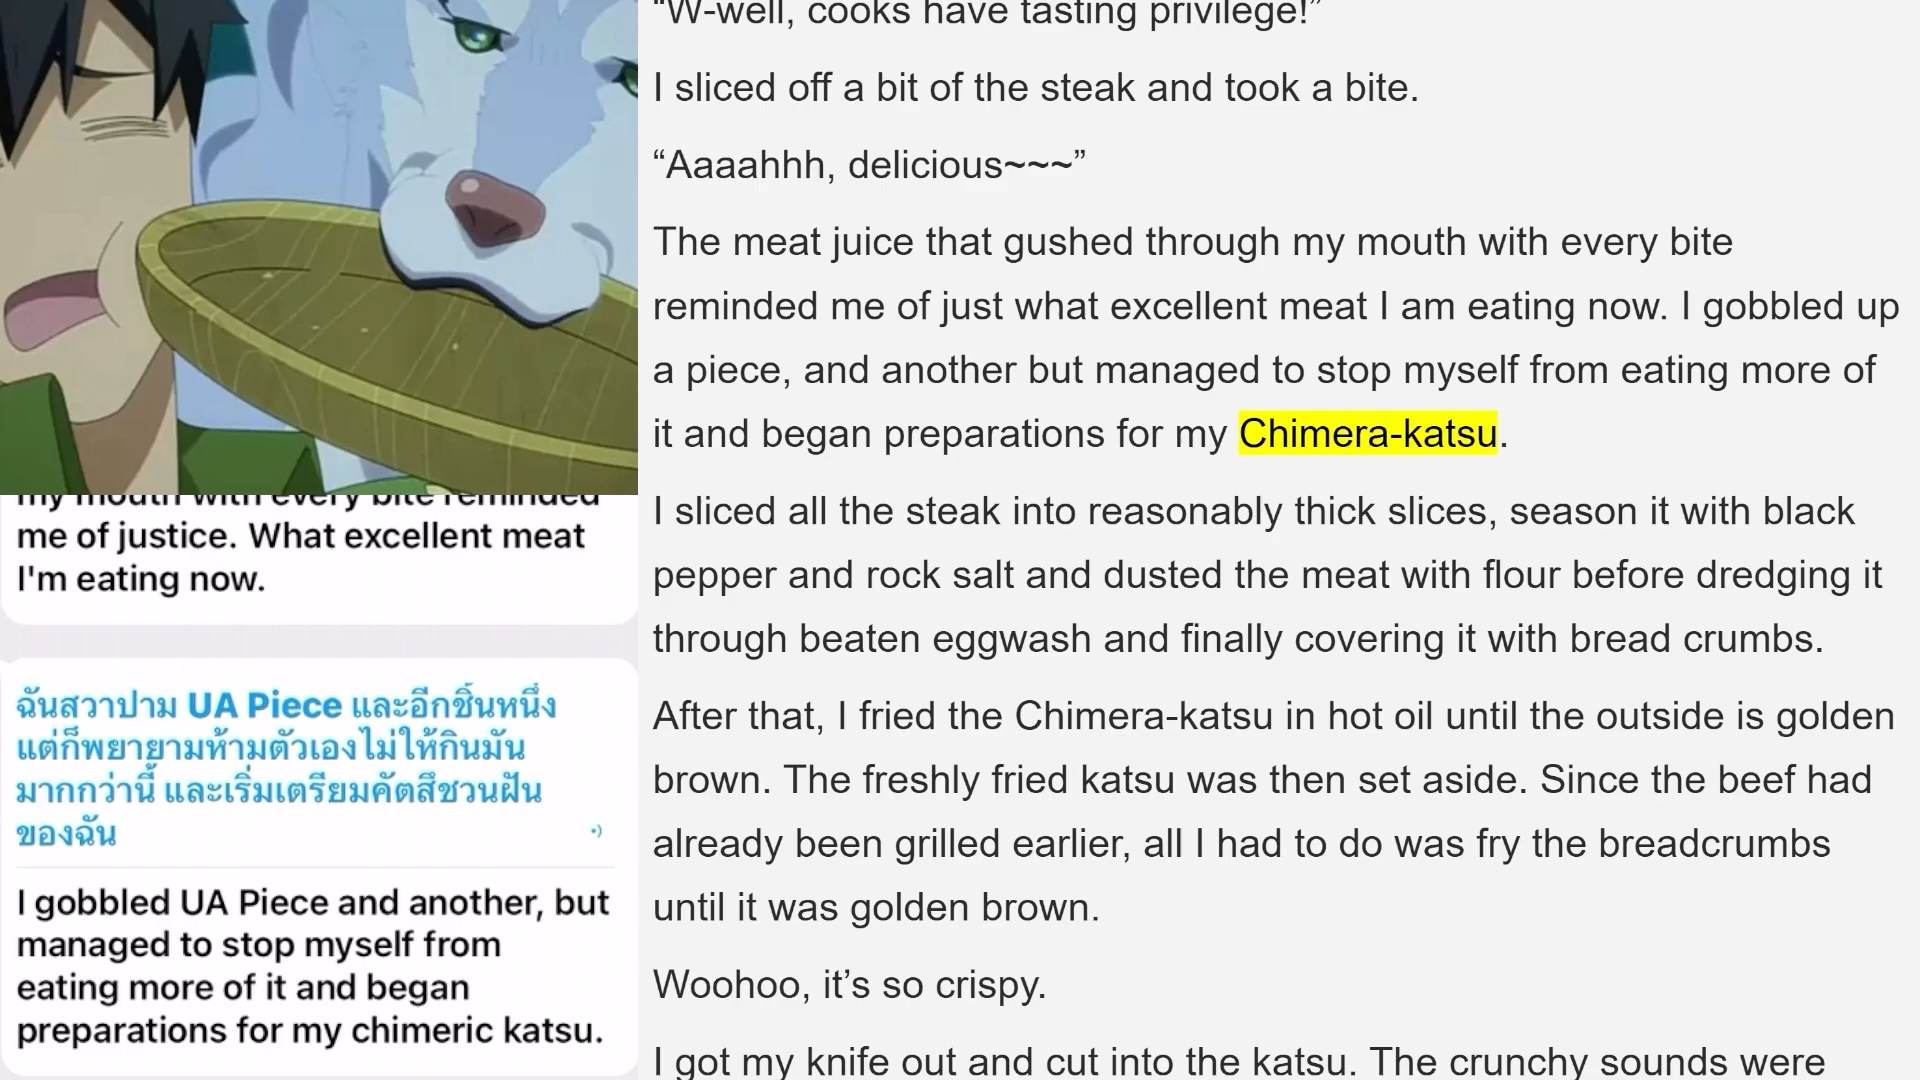 my mouth with every bite reminded
me of justice. What excellent meat
I'm eating now.
ฉันสวาปาม UA Piece และอีกชิ้นหนึ่ง
แต่ก็พยายามห้ามตัวเองไม่ให้กินมัน
มากกว่านี้ และเริ่มเตรียมคัตสึชวนฝัน
ของฉัน
I gobbled UA Piece and another, but
managed to stop myself from
eating more of it and began
preparations for my chimeric katsu.
“W-well, cooks have tasting privilege!”
I sliced off a bit of the steak and took a bite.
“Aaaahhh, delicious~~~”
The meat juice that gushed through my mouth with every bite
reminded me of just what excellent meat I am eating now. I gobbled up
a piece, and another but managed to stop myself from eating more of
it and began preparations for my Chimera-katsu.
I sliced all the steak into reasonably thick slices, season it with black
pepper and rock salt and dusted the meat with flour before dredging it
through beaten eggwash and finally covering it with bread crumbs.
After that, I fried the Chimera-katsu in hot oil until the outside is golden
brown. The freshly fried katsu was then set aside. Since the beef had
already been grilled earlier, all I had to do was fry the breadcrumbs
until it was golden brown.
Woohoo, it’s so crispy.
I got my knife out and cut into the katsu. The crunchy sounds were